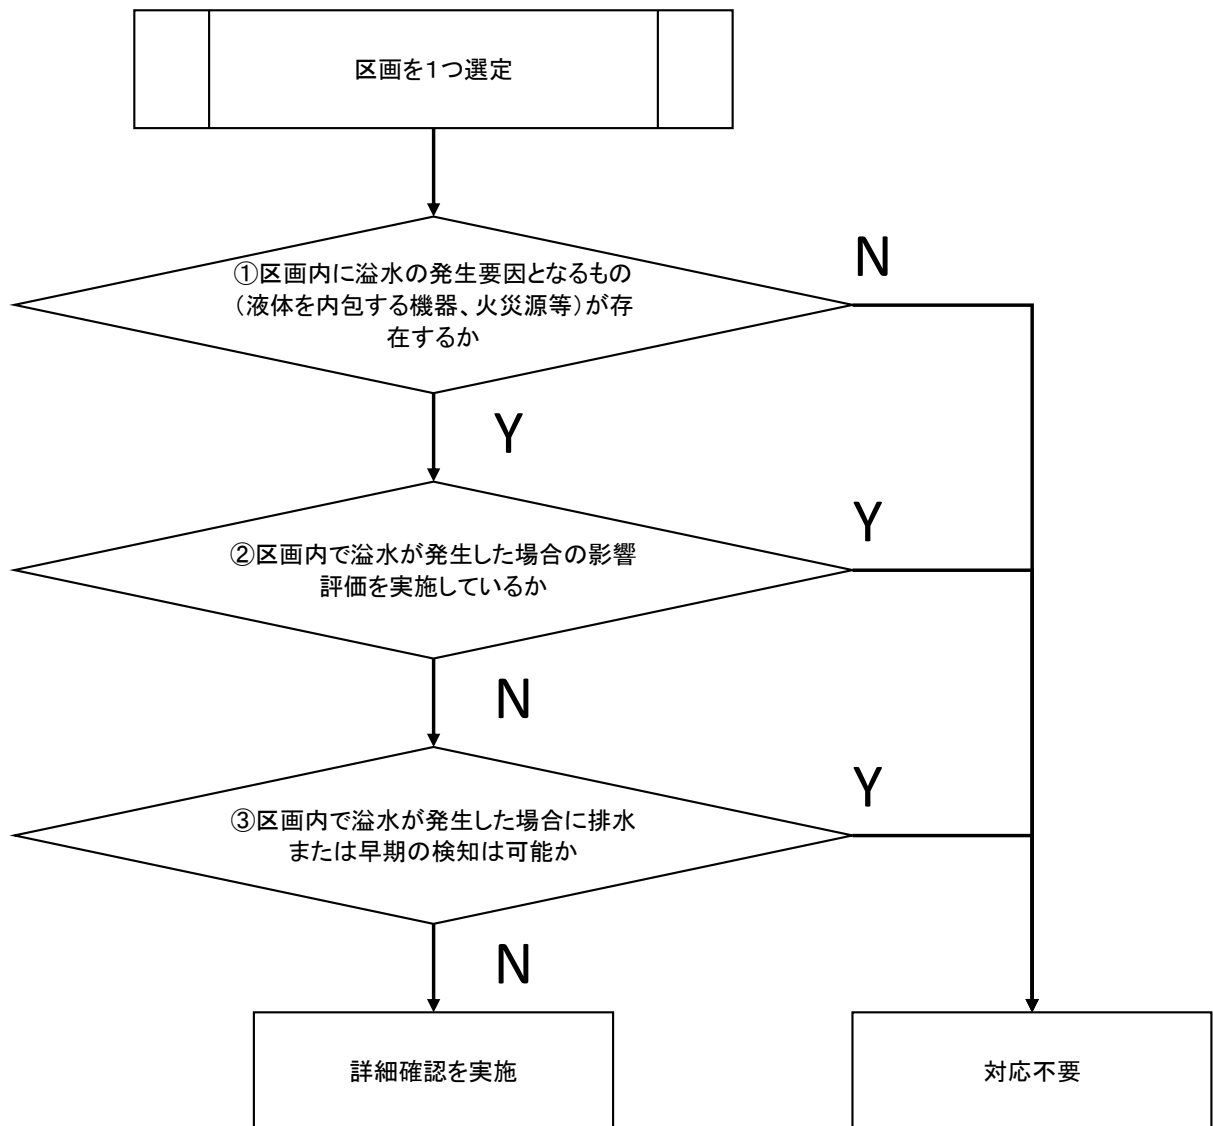 区画を1つ選定
①区画内に溢水の発生要因となるもの
（液体を内包する機器、火災源等）が存
在するか
N
Y
②区画内で溢水が発生した場合の影響
評価を実施しているか
Y
N
③区画内で溢水が発生した場合に排水
または早期の検知は可能か
Y
N
詳細確認を実施
対応不要